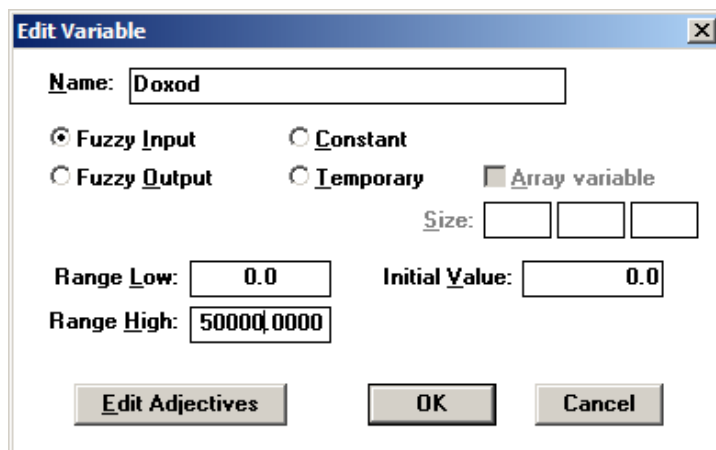 Edit Variable
Name: Doxod
Fuzzy Input Constant
Fuzzy Output Temporary Array variable
Size:
Range Low: 0.0 Initial Value: 0.0
Range High: 50000.0000
Edit Adjectives OK Cancel